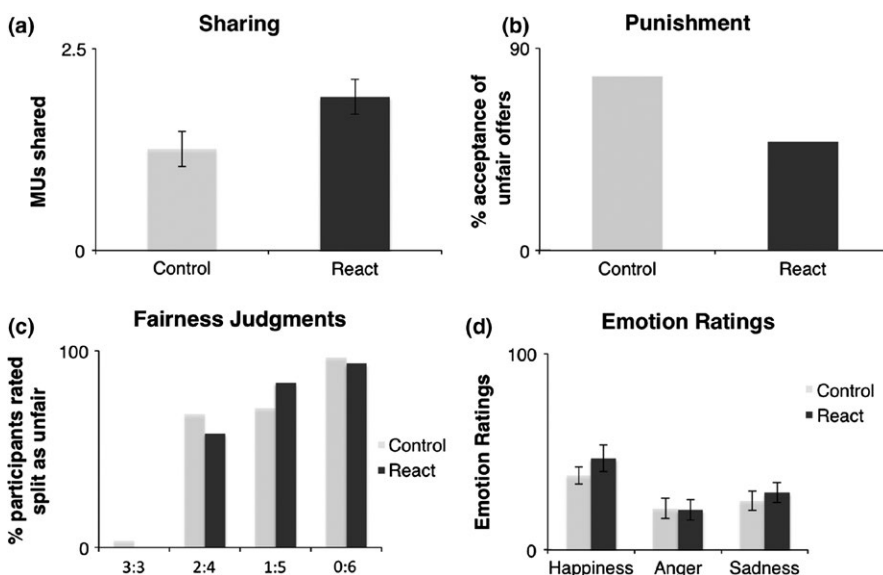 (a)
Sharing
2.5
MUs shared
0
Control
React
(b)
Punishment
90
% acceptance of
unfair offers
0
Control
React
(c)
Fairness Judgments
100
% participants rated
split as unfair
0
3:3
2:4
1:5
0:6
Control
React
(d)
Emotion Ratings
100
Emotion Ratings
0
Happiness
Anger
Sadness
Control
React